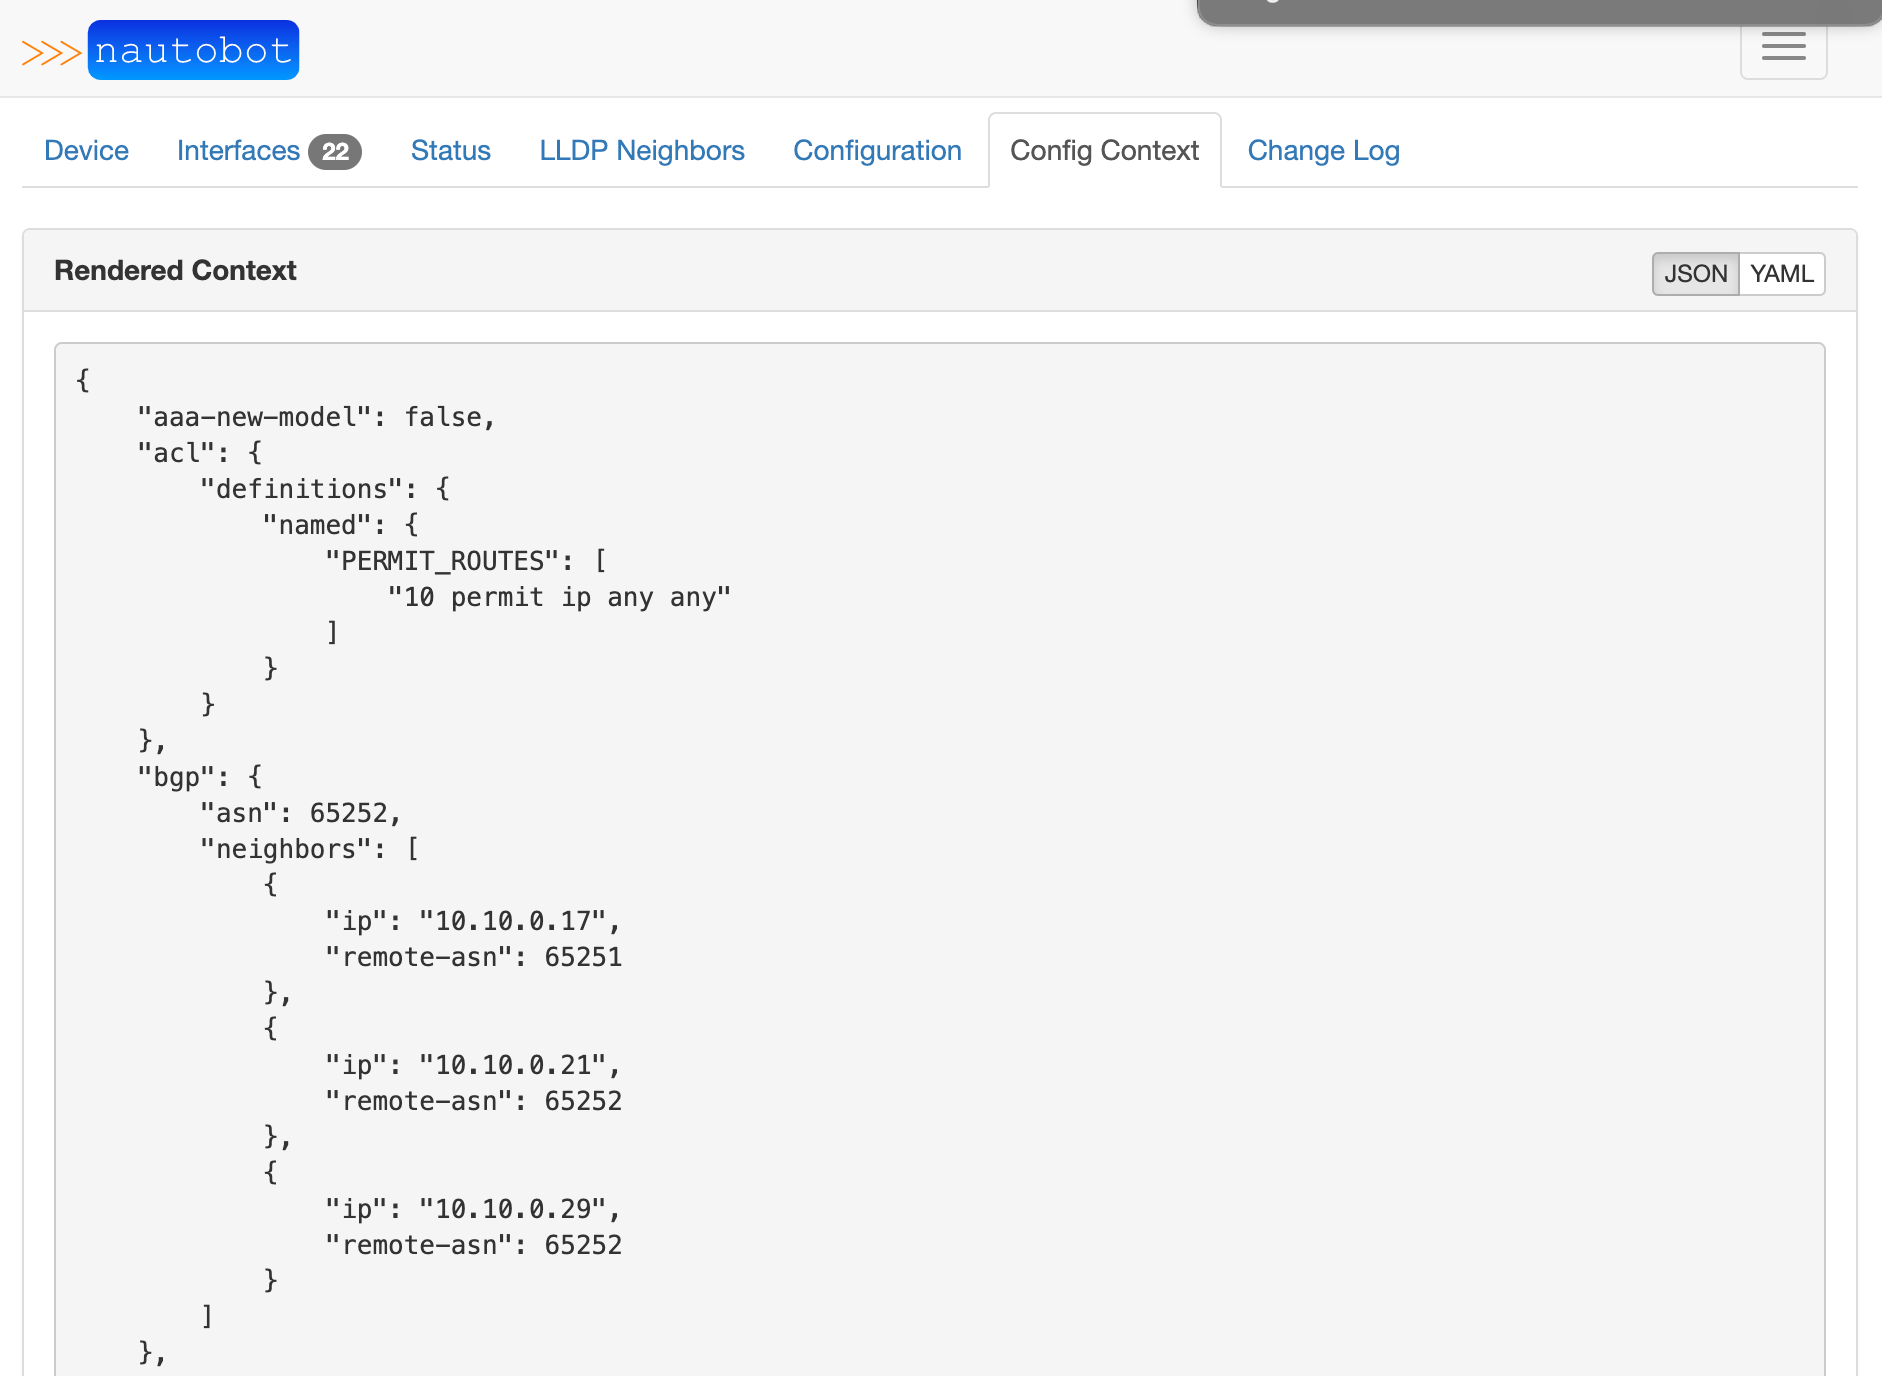 >>> nautobot
Device Interfaces 22 Status LLDP Neighbors Configuration Config Context Change Log
Rendered Context JSON YAML
{
    "aaa-new-model": false,
    "acl": {
        "definitions": {
            "named": {
                "PERMIT_ROUTES": [
                    "10 permit ip any any"
                ]
            }
        }
    },
    "bgp": {
        "asn": 65252,
        "neighbors": [
            {
                "ip": "10.10.0.17",
                "remote-asn": 65251
            },
            {
                "ip": "10.10.0.21",
                "remote-asn": 65252
            },
            {
                "ip": "10.10.0.29",
                "remote-asn": 65252
            }
        ]
    },